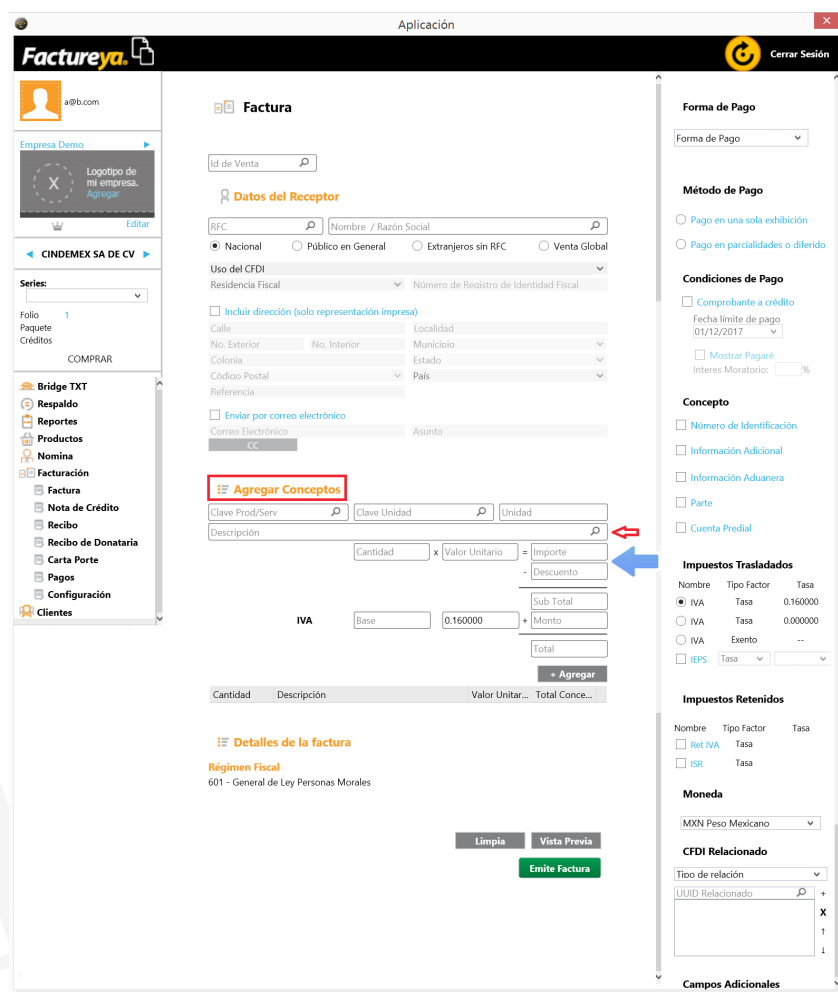 Aplicación
Factureya.
Cerrar Sesión
a@b.com
Empresa Demo
Logotipo de
mi empresa.
Agregar
X
Editar
CINDEMEX SA DE CV
Series:
Folio 1
Paquete
Créditos
COMPRAR
Bridge TXT
Respaldo
Reportes
Productos
Nomina
Facturación
Factura
Nota de Crédito
Recibo
Recibo de Donataria
Carta Porte
Pagos
Configuración
Clientes
Factura
Id de Venta
Datos del Receptor
RFC Nombre / Razón Social
Nacional Público en General Extranjeros sin RFC Venta Global
Uso del CFDI
Residencia Fiscal Número de Registro de Identidad Fiscal
Incluir dirección (solo representación impresa)
Calle Localidad
No. Exterior No. Interior Municipio
Colonia Estado
Código Postal País
Referencia
Enviar por correo electrónico
Correo Electrónico Asunto
CC
Agregar Conceptos
Clave Prod/Serv Clave Unidad Unidad
Descripción
Cantidad x Valor Unitario = Importe
- Descuento
Sub Total
IVA Base 0.160000 + Monto
Total
+ Agregar
Cantidad Descripción Valor Unitar... Total Conce...
Detalles de la factura
Régimen Fiscal
601 - General de Ley Personas Morales
Limpia Vista Previa
Emite Factura
Forma de Pago
Forma de Pago
Método de Pago
Pago en una sola exhibición
Pago en parcialidades o diferido
Condiciones de Pago
Comprobante a crédito
Fecha límite de pago
01/12/2017
Mostrar Pagaré
Interes Moratorio: %
Concepto
Número de Identificación
Información Adicional
Información Aduanera
Parte
Cuenta Predial
Impuestos Trasladados
Nombre Tipo Factor Tasa
IVA Tasa 0.160000
IVA Tasa 0.000000
IVA Exento --
IEPS Tasa
Impuestos Retenidos
Nombre Tipo Factor Tasa
Ret IVA Tasa
ISR Tasa
Moneda
MXN Peso Mexicano
CFDI Relacionado
Tipo de relación
UUID Relacionado +
X
↑
↓
Campos Adicionales